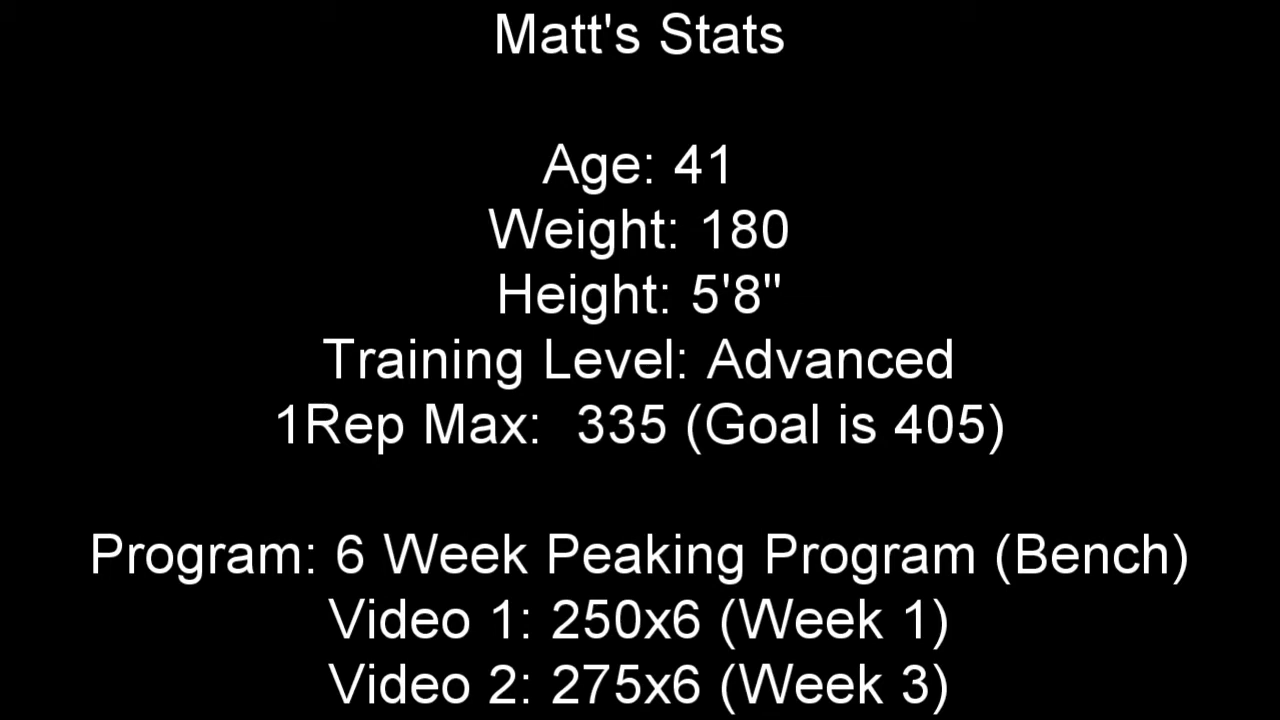 Matt's Stats
Age: 41
Weight: 180
Height: 5'8"
Training Level: Advanced
1Rep Max:  335 (Goal is 405)
Program: 6 Week Peaking Program (Bench)
Video 1: 250x6 (Week 1)
Video 2: 275x6 (Week 3)